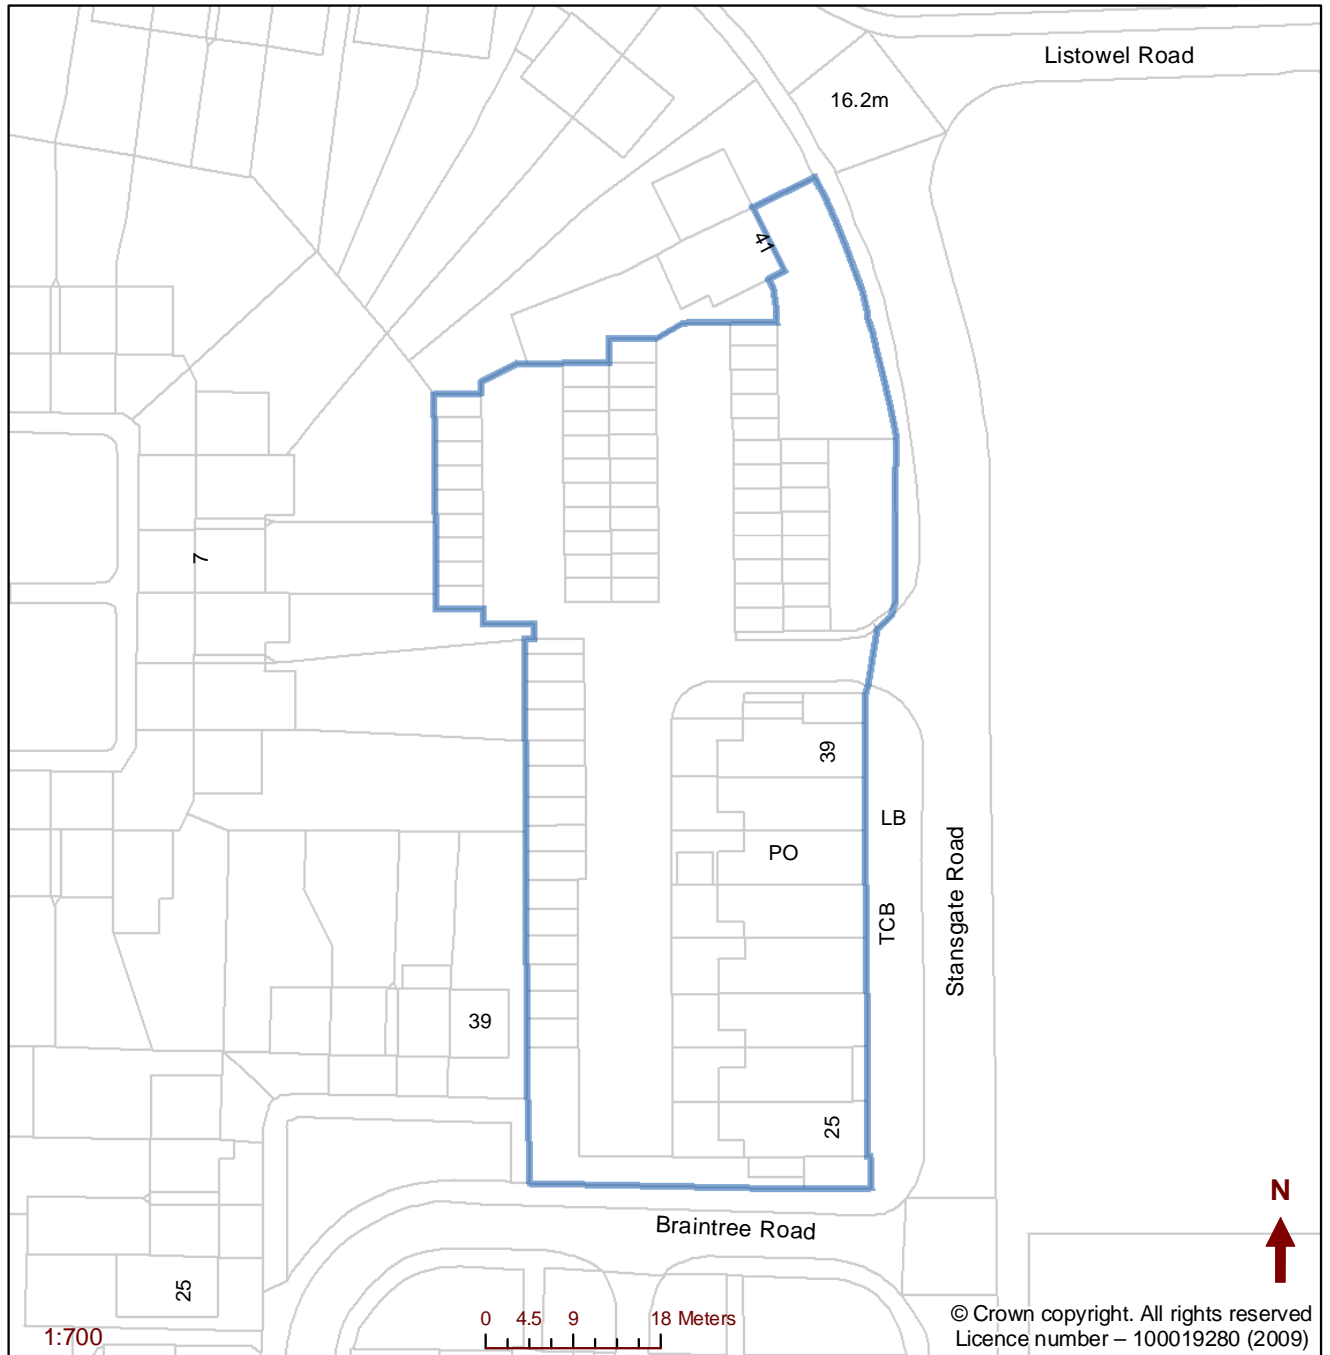 Listowel Road
16.2m
41
7
39
LB
PO
TCB
Stansgate Road
39
25
N
Braintree Road
25
0 4.5 9 18 Meters
1:700
© Crown copyright. All rights reserved
Licence number – 100019280 (2009)